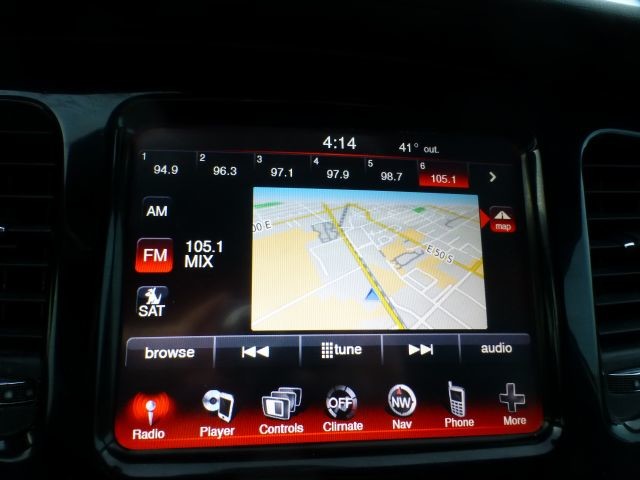 4:14 41° out.
1 2 3 4 5 6
94.9 96.3 97.1 97.9 98.7 105.1 >
AM
FM 105.1
MIX
SAT
00 E
E 50 S
map
browse tune audio
OFF NW
Radio Player Controls Climate Nav Phone More